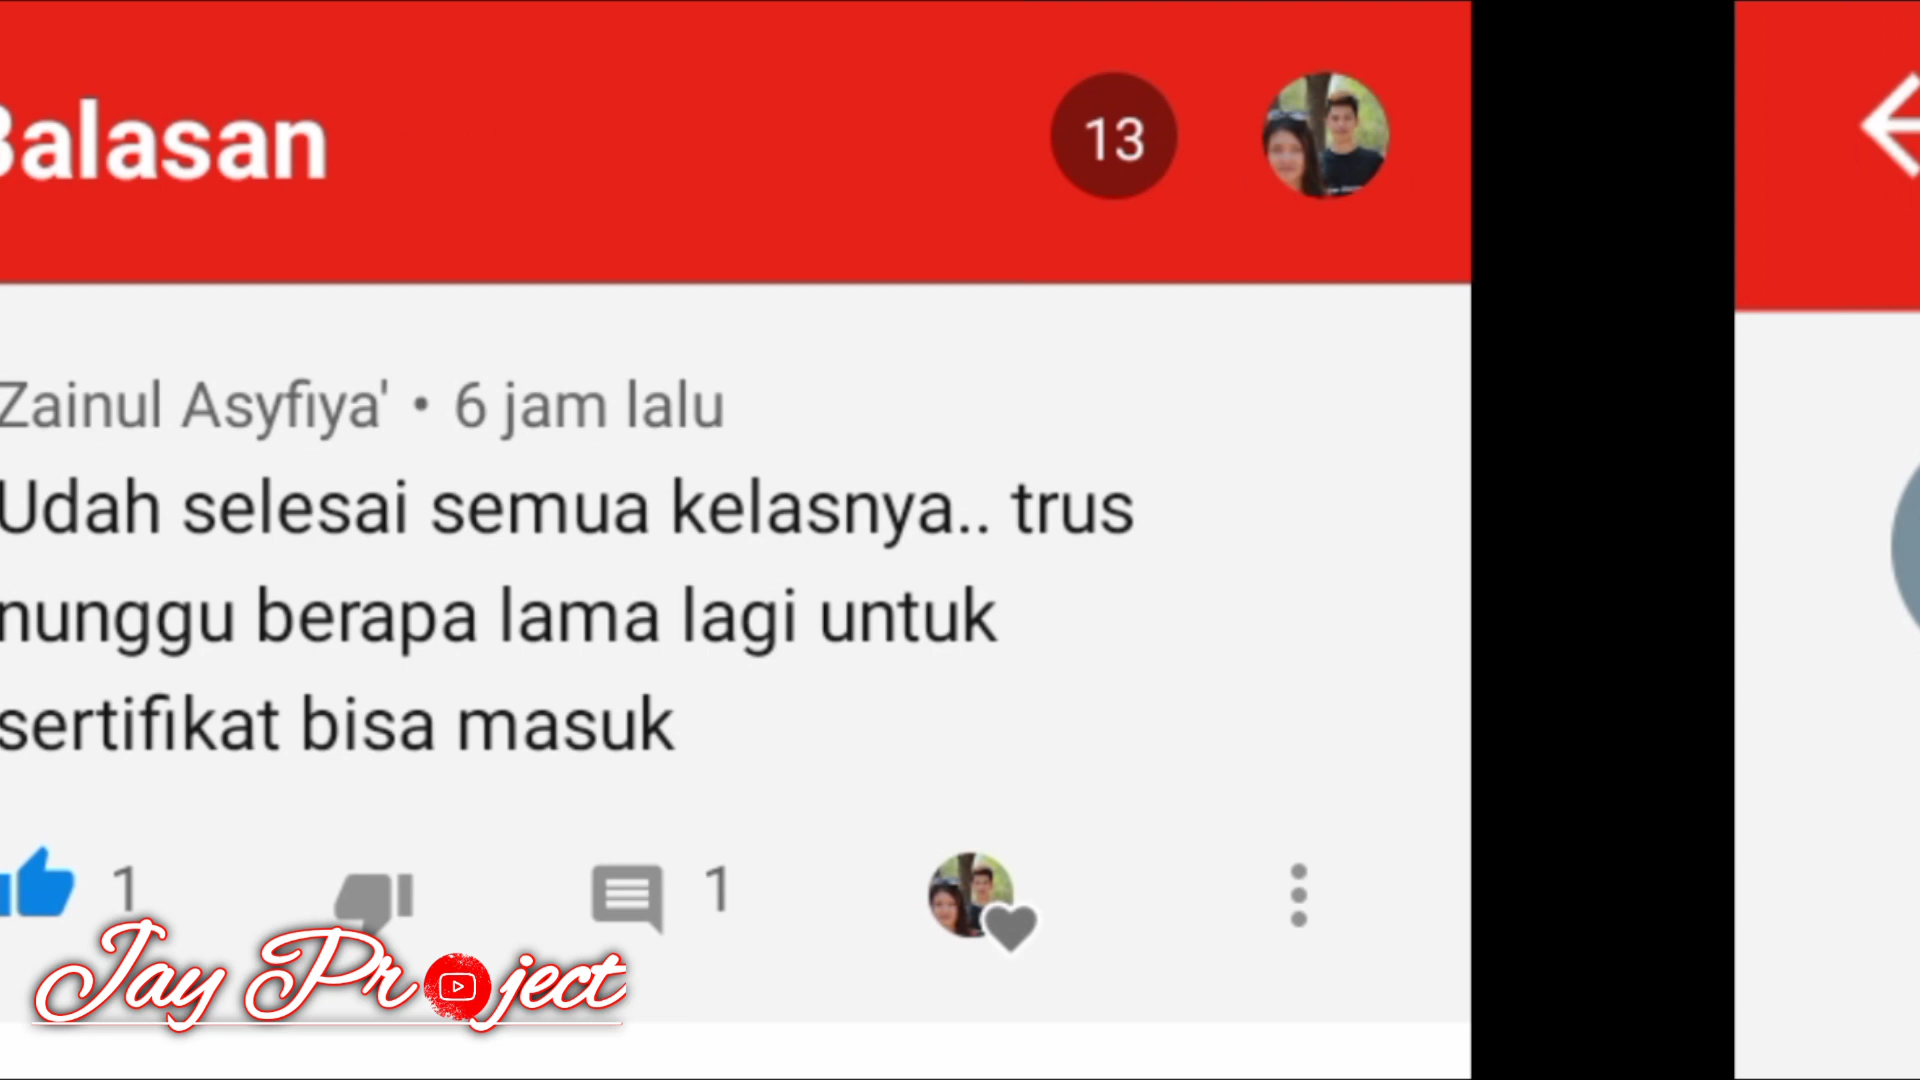 Balasan
13
Zainul Asyfiya' • 6 jam lalu
Udah selesai semua kelasnya.. trus
nunggu berapa lama lagi untuk
sertifikat bisa masuk
1
1
Jay Project